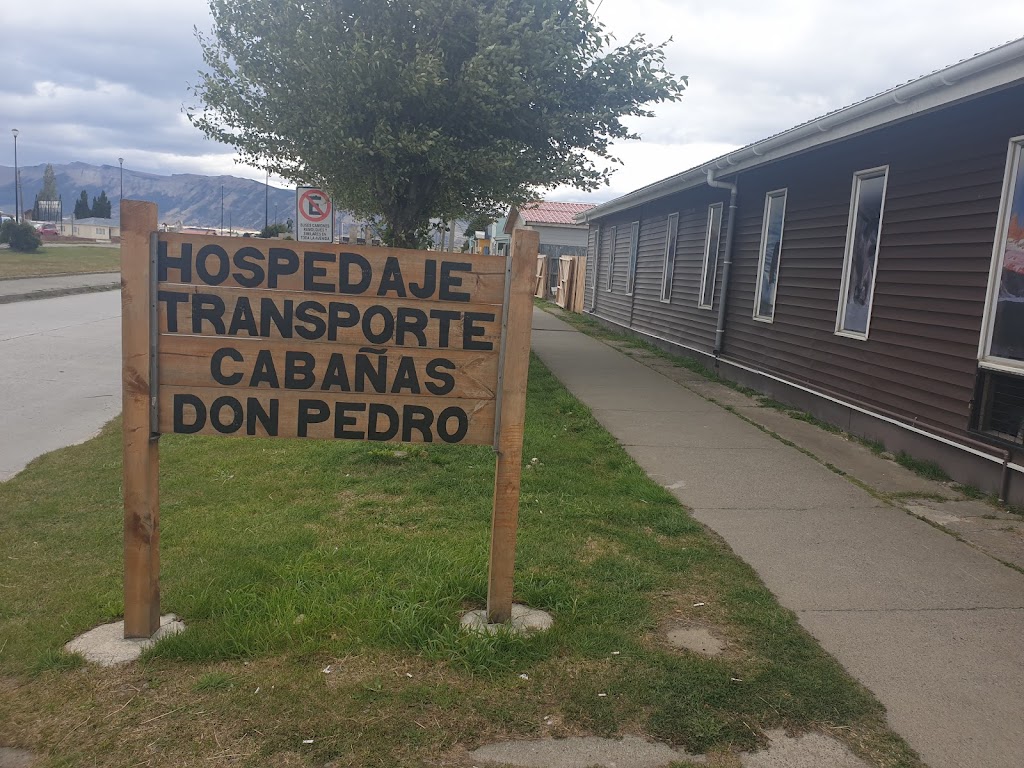 HOSPEDAJE
TRANSPORTE
CABAÑAS
DON PEDRO
E